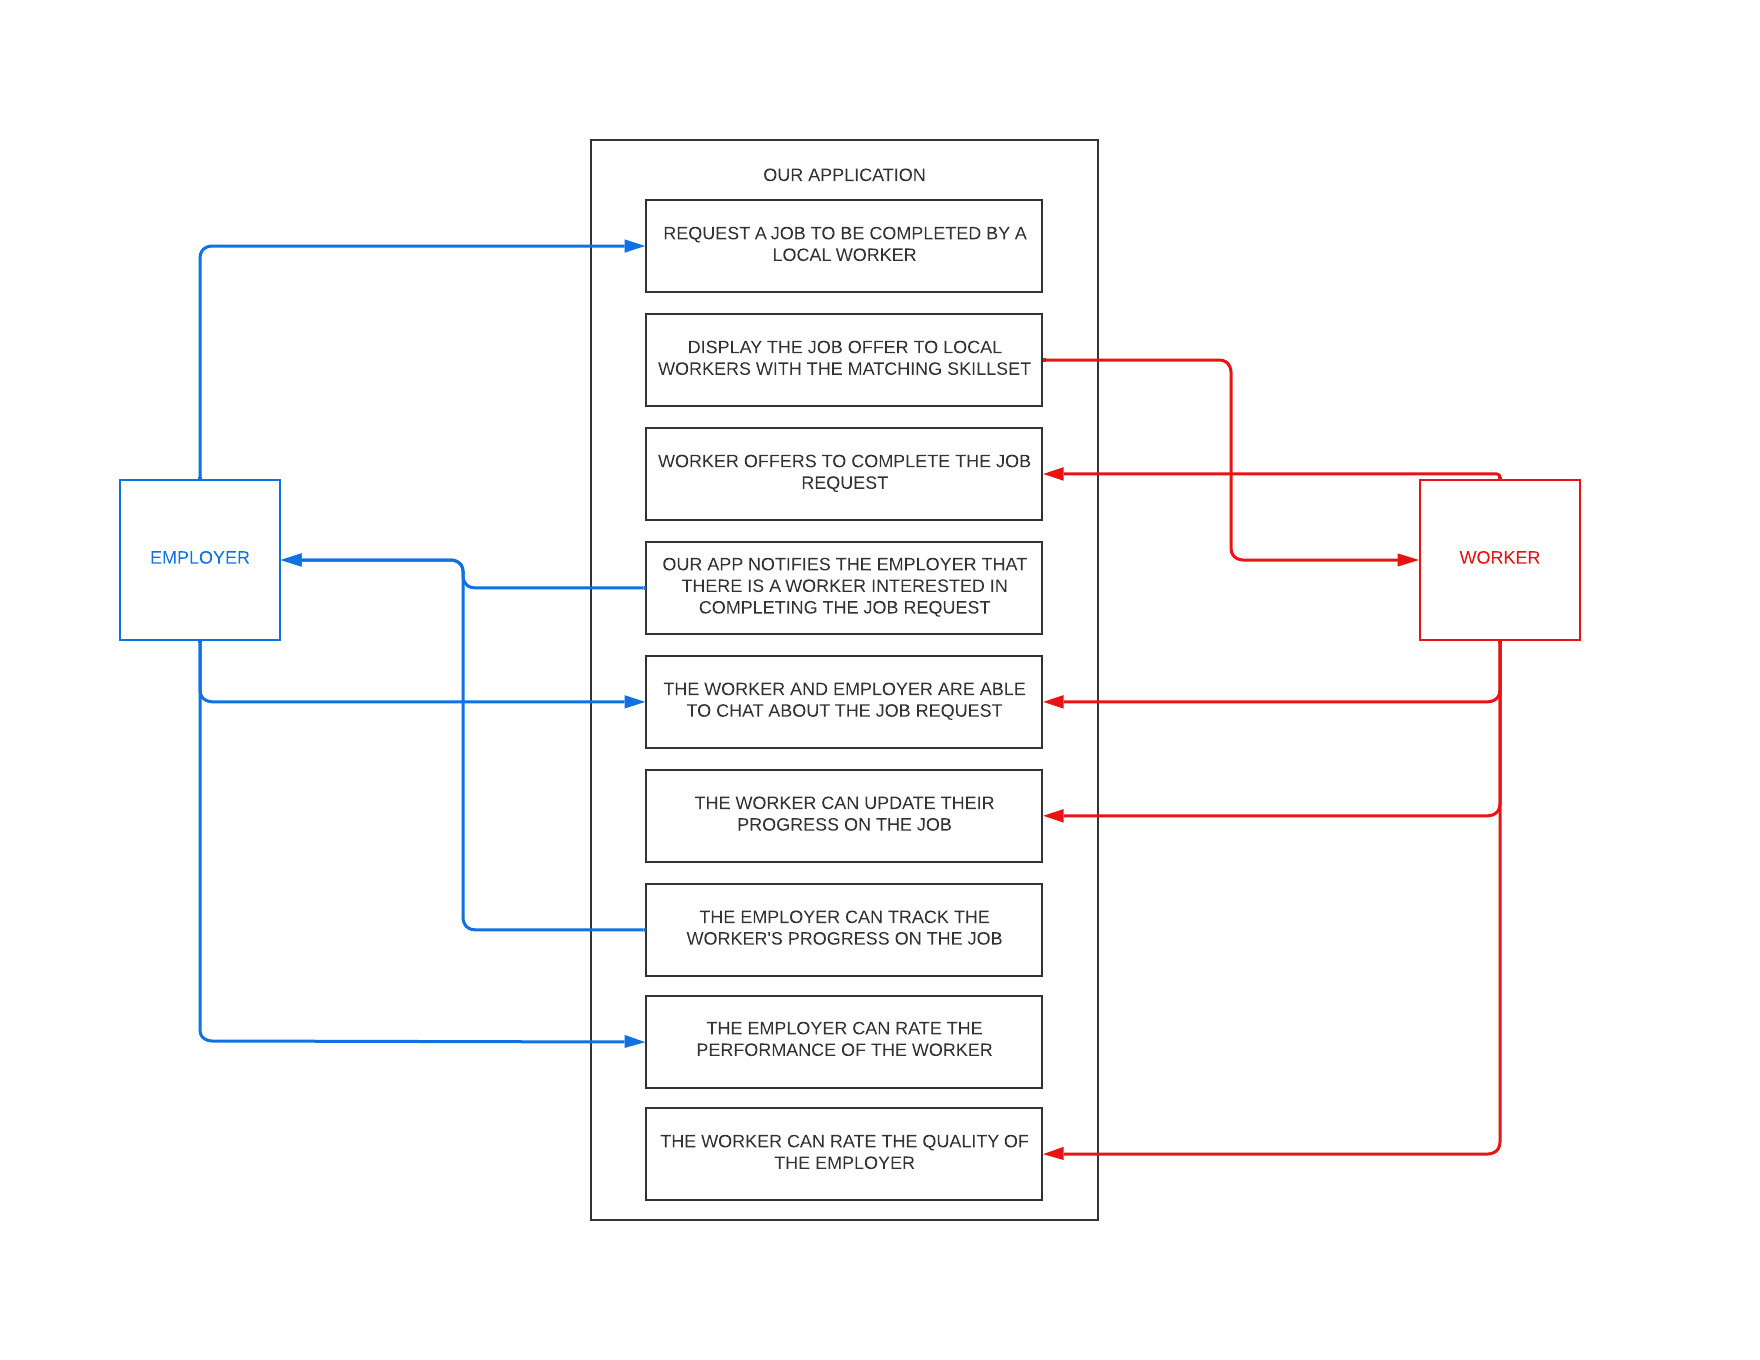 OUR APPLICATION
REQUEST A JOB TO BE COMPLETED BY A
LOCAL WORKER
DISPLAY THE JOB OFFER TO LOCAL
WORKERS WITH THE MATCHING SKILLSET
WORKER OFFERS TO COMPLETE THE JOB
REQUEST
EMPLOYER
OUR APP NOTIFIES THE EMPLOYER THAT
THERE IS A WORKER INTERESTED IN
COMPLETING THE JOB REQUEST
WORKER
THE WORKER AND EMPLOYER ARE ABLE
TO CHAT ABOUT THE JOB REQUEST
THE WORKER CAN UPDATE THEIR
PROGRESS ON THE JOB
THE EMPLOYER CAN TRACK THE
WORKER'S PROGRESS ON THE JOB
THE EMPLOYER CAN RATE THE
PERFORMANCE OF THE WORKER
THE WORKER CAN RATE THE QUALITY OF
THE EMPLOYER